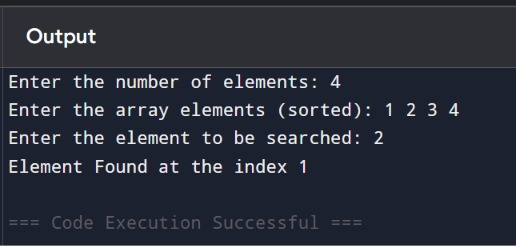 Output
Enter the number of elements: 4
Enter the array elements (sorted): 1 2 3 4
Enter the element to be searched: 2
Element Found at the index 1
=== Code Execution Successful ===